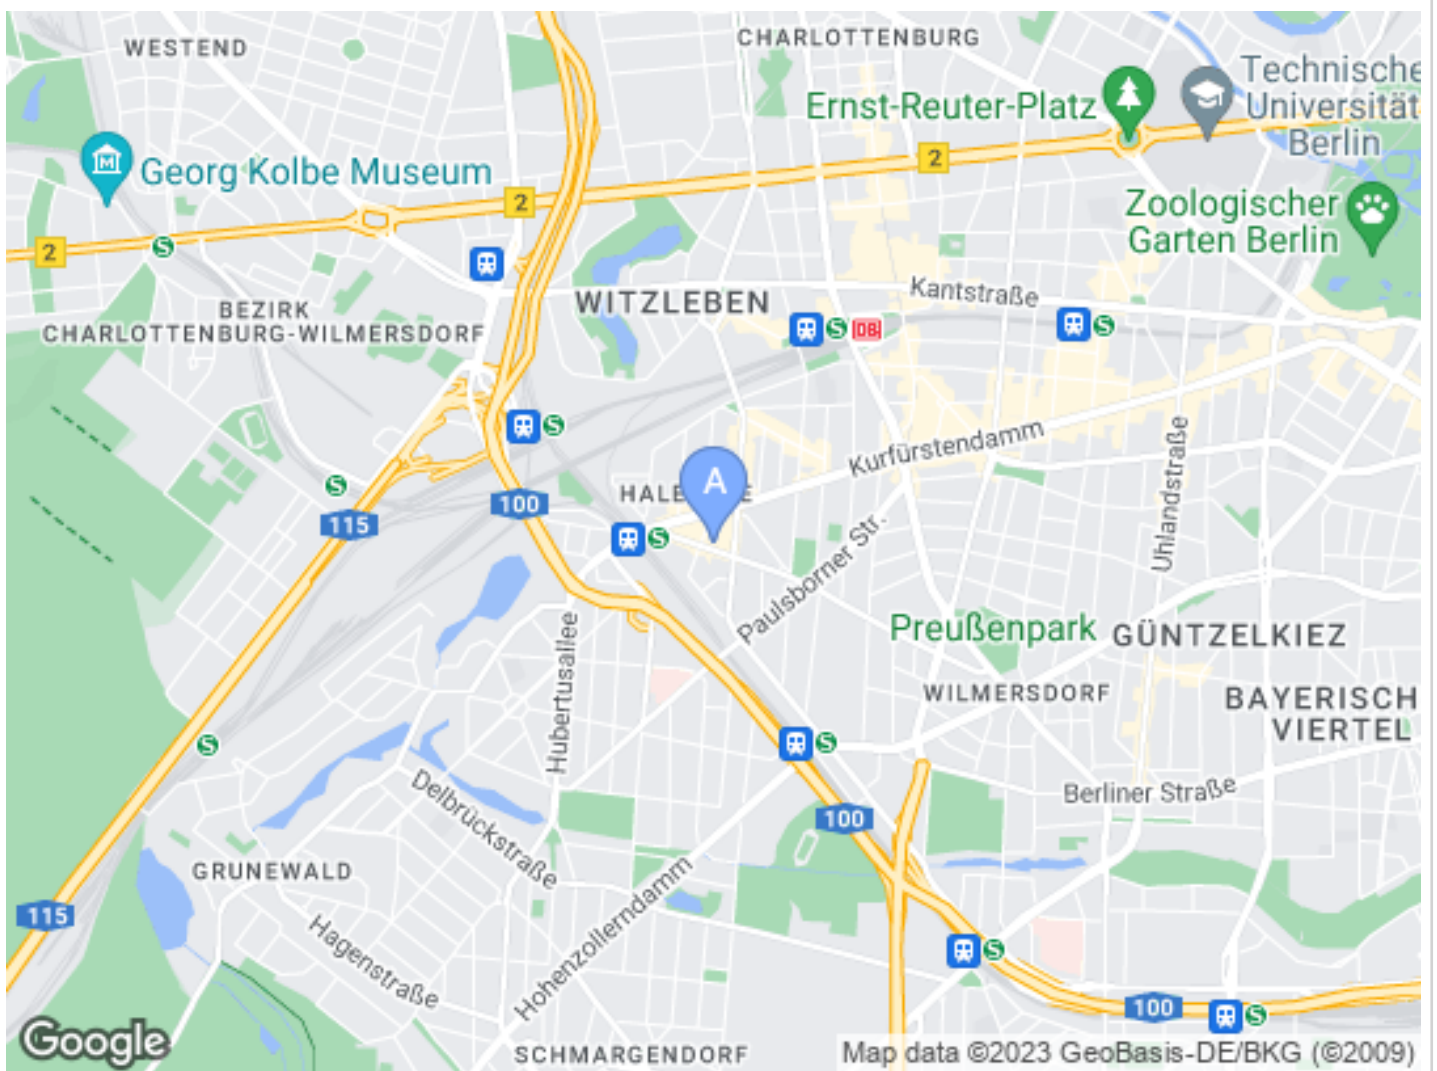 WESTEND
CHARLOTTENBURG
Technische
Universität
Berlin
Ernst-Reuter-Platz
2
Georg Kolbe Museum
2
Zoologischer
Garten Berlin
2
S
Kantstraße
BEZIRK
CHARLOTTENBURG-WILMERSDORF
WITZLEBEN
S
DB
S
S
Kurfürstendamm
Uhlandstraße
A
S
100
115
S
Paulsborner Str.
Hubertusallee
Preußenpark
GÜNTZELKIEZ
WILMERSDORF
BAYERISCH
VIERTEL
S
S
Delbrückstraße
Berliner Straße
100
GRUNEWALD
115
Hagenstraße
Hohenzollerndamm
S
100
S
Google
SCHMARGENDORF
Map data ©2023 GeoBasis-DE/BKG (©2009)